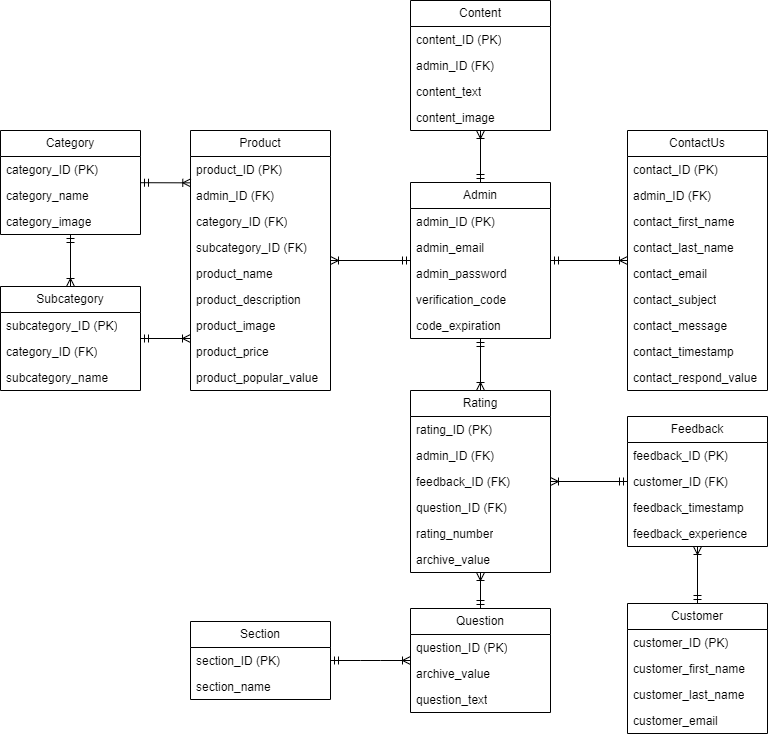 Content
content_ID (PK)
admin_ID (FK)
content_text
content_image
Category
category_ID (PK)
category_name
category_image
Product
product_ID (PK)
admin_ID (FK)
category_ID (FK)
subcategory_ID (FK)
product_name
product_description
product_image
product_price
product_popular_value
Admin
admin_ID (PK)
admin_email
admin_password
verification_code
code_expiration
ContactUs
contact_ID (PK)
admin_ID (FK)
contact_first_name
contact_last_name
contact_email
contact_subject
contact_message
contact_timestamp
contact_respond_value
Subcategory
subcategory_ID (PK)
category_ID (FK)
subcategory_name
Rating
rating_ID (PK)
admin_ID (FK)
feedback_ID (FK)
question_ID (FK)
rating_number
archive_value
Feedback
feedback_ID (PK)
customer_ID (FK)
feedback_timestamp
feedback_experience
Section
section_ID (PK)
section_name
Question
question_ID (PK)
archive_value
question_text
Customer
customer_ID (PK)
customer_first_name
customer_last_name
customer_email